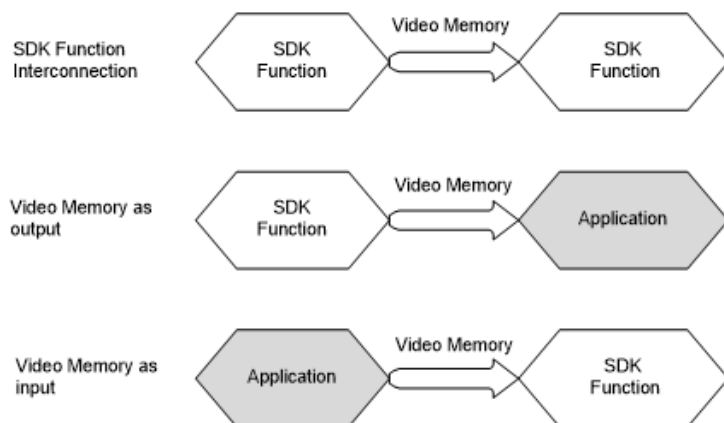 SDK Function
Interconnection
SDK
Function
Video Memory
SDK
Function
Video Memory as
output
SDK
Function
Video Memory
Application
Video Memory as
input
Application
Video Memory
SDK
Function